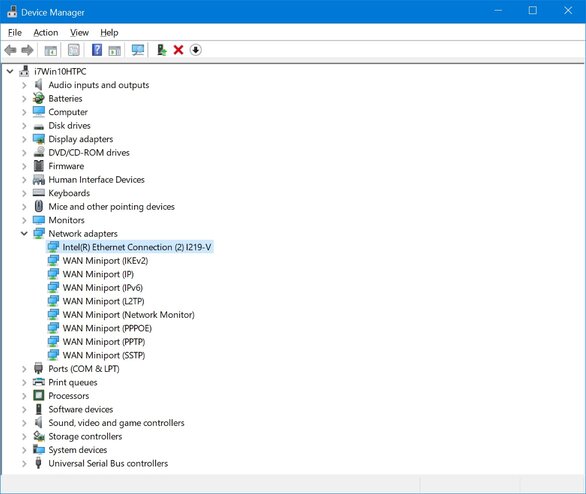 Device Manager
File Action View Help
i7Win10HTPC
Audio inputs and outputs
Batteries
Computer
Disk drives
Display adapters
DVD/CD-ROM drives
Firmware
Human Interface Devices
Keyboards
Mice and other pointing devices
Monitors
Network adapters
Intel(R) Ethernet Connection (2) I219-V
WAN Miniport (IKEv2)
WAN Miniport (IP)
WAN Miniport (IPv6)
WAN Miniport (L2TP)
WAN Miniport (Network Monitor)
WAN Miniport (PPPOE)
WAN Miniport (PPTP)
WAN Miniport (SSTP)
Ports (COM & LPT)
Print queues
Processors
Software devices
Sound, video and game controllers
Storage controllers
System devices
Universal Serial Bus controllers